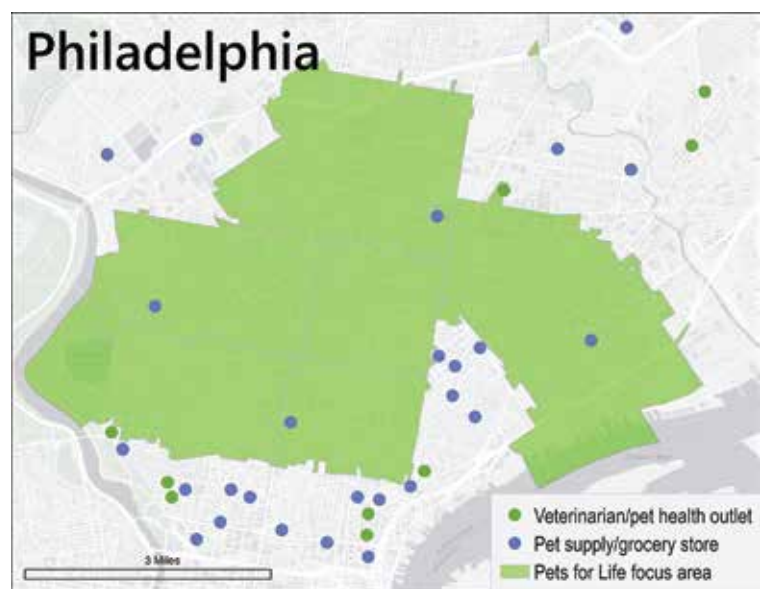 Philadelphia
3 Miles
Veterinarian/pet health outlet
Pet supply/grocery store
Pets for Life focus area